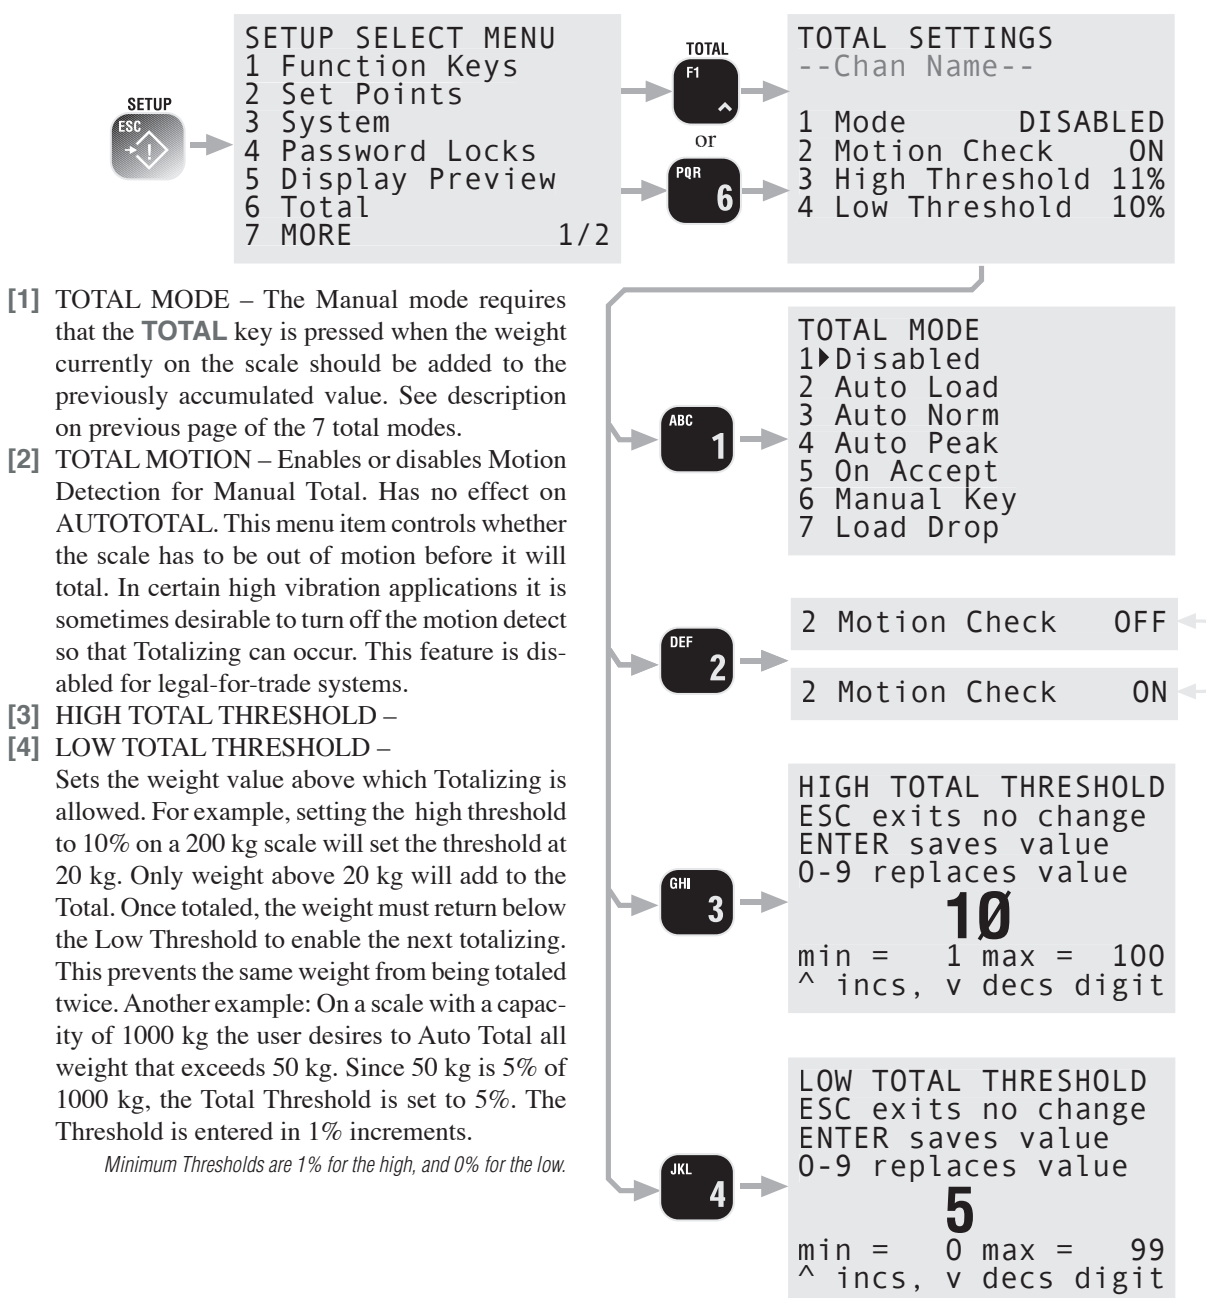 SETUP
ESC
SETUP SELECT MENU
1 Function Keys
2 Set Points
3 System
4 Password Locks
5 Display Preview
6 Total
7 MORE 1/2
TOTAL
F1
^
or
PQR
6
TOTAL SETTINGS
--Chan Name--
1 Mode DISABLED
2 Motion Check ON
3 High Threshold 11%
4 Low Threshold 10%
[1] TOTAL MODE – The Manual mode requires
that the TOTAL key is pressed when the weight
currently on the scale should be added to the
previously accumulated value. See description
on previous page of the 7 total modes.
[2] TOTAL MOTION – Enables or disables Motion
Detection for Manual Total. Has no effect on
AUTOTOTAL. This menu item controls whether
the scale has to be out of motion before it will
total. In certain high vibration applications it is
sometimes desirable to turn off the motion detect
so that Totalizing can occur. This feature is dis-
abled for legal-for-trade systems.
[3] HIGH TOTAL THRESHOLD –
[4] LOW TOTAL THRESHOLD –
Sets the weight value above which Totalizing is
allowed. For example, setting the high threshold
to 10% on a 200 kg scale will set the threshold at
20 kg. Only weight above 20 kg will add to the
Total. Once totaled, the weight must return below
the Low Threshold to enable the next totalizing.
This prevents the same weight from being totaled
twice. Another example: On a scale with a capac-
ity of 1000 kg the user desires to Auto Total all
weight that exceeds 50 kg. Since 50 kg is 5% of
1000 kg, the Total Threshold is set to 5%. The
Threshold is entered in 1% increments.
Minimum Thresholds are 1% for the high, and 0% for the low.
ABC
1
TOTAL MODE
1▶Disabled
2 Auto Load
3 Auto Norm
4 Auto Peak
5 On Accept
6 Manual Key
7 Load Drop
DEF
2
2 Motion Check OFF
2 Motion Check ON
GHI
3
HIGH TOTAL THRESHOLD
ESC exits no change
ENTER saves value
0-9 replaces value
10
min = 1 max = 100
^ incs, v decs digit
JKL
4
LOW TOTAL THRESHOLD
ESC exits no change
ENTER saves value
0-9 replaces value
5
min = 0 max = 99
^ incs, v decs digit